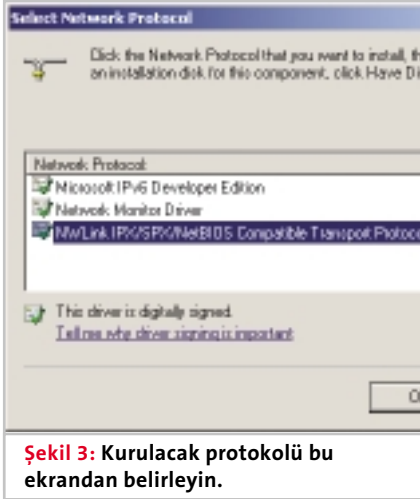 Select Network Protocol
Click the Network Protocol that you want to install, th
an installation disk for this component, click Have Di
Network Protocol:
Microsoft IPv6 Developer Edition
Network Monitor Driver
NWLink IPX/SPX/NetBIOS Compatible Transport Protoco
This driver is digitally signed.
Tell me why driver signing is important
O
Şekil 3: Kurulacak protokolü bu
ekrandan belirleyin.